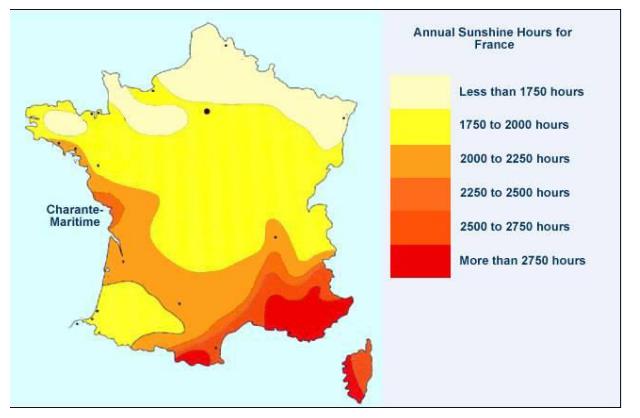 Annual Sunshine Hours for
France
Less than 1750 hours
1750 to 2000 hours
2000 to 2250 hours
Charante-
Maritime
2250 to 2500 hours
2500 to 2750 hours
More than 2750 hours